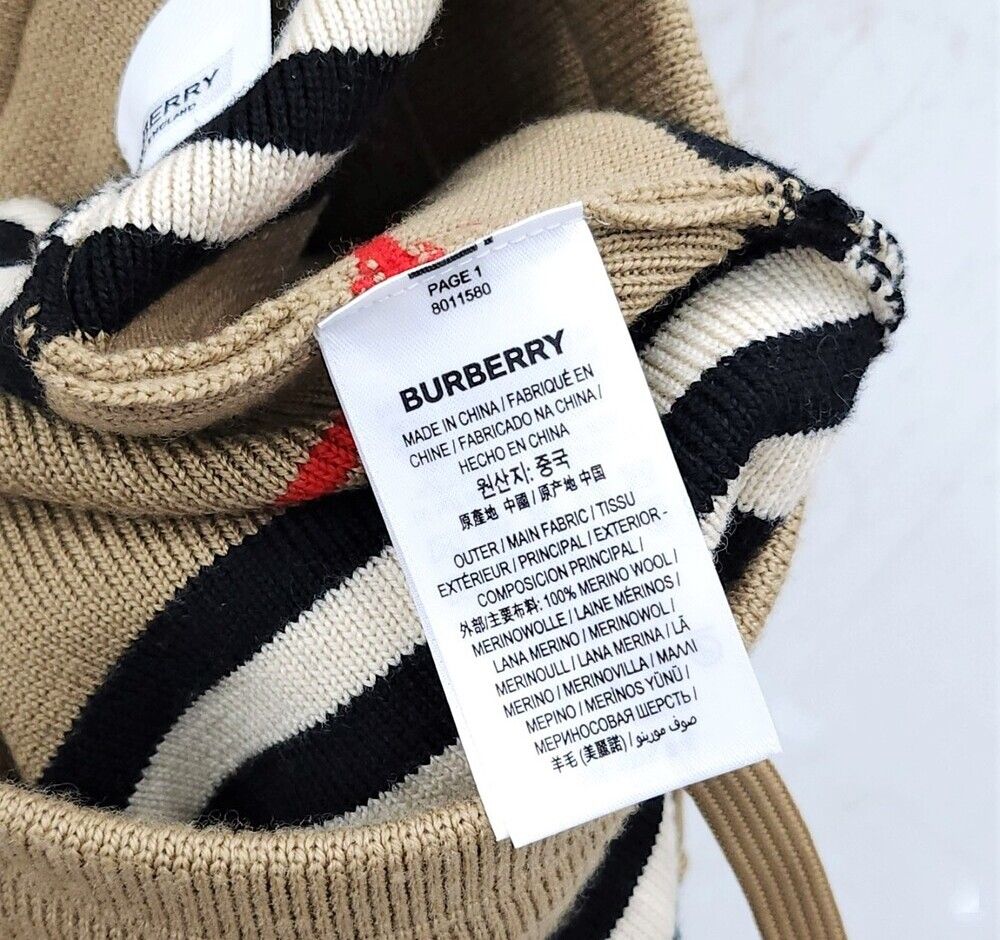 BERRY
ENGLAND
PAGE 1
8011580
BURBERRY
MADE IN CHINA / FABRIQUÉ EN
CHINE / FABRICADO NA CHINA /
HECHO EN CHINA
원산지: 중국
原產地 中國 / 原产地 中国
OUTER / MAIN FABRIC / TISSU
EXTÉRIEUR / PRINCIPAL / EXTERIOR -
COMPOSICION PRINCIPAL /
外部/主要布料: 100% MERINO WOOL /
MERINOWOLLE / LAINE MÉRINOS /
LANA MERINO / MERINOWOL /
MERINOULL / LANA MERINA / LÃ
MERINO / MERINOVILLA / ΜΑΛΛΙ
ΜΕΡΙΝΟ / MERİNOS YÜNÜ /
МЕРИНОСОВАЯ ШЕРСТЬ /
羊毛 (美麗諾) / صوف مورينو